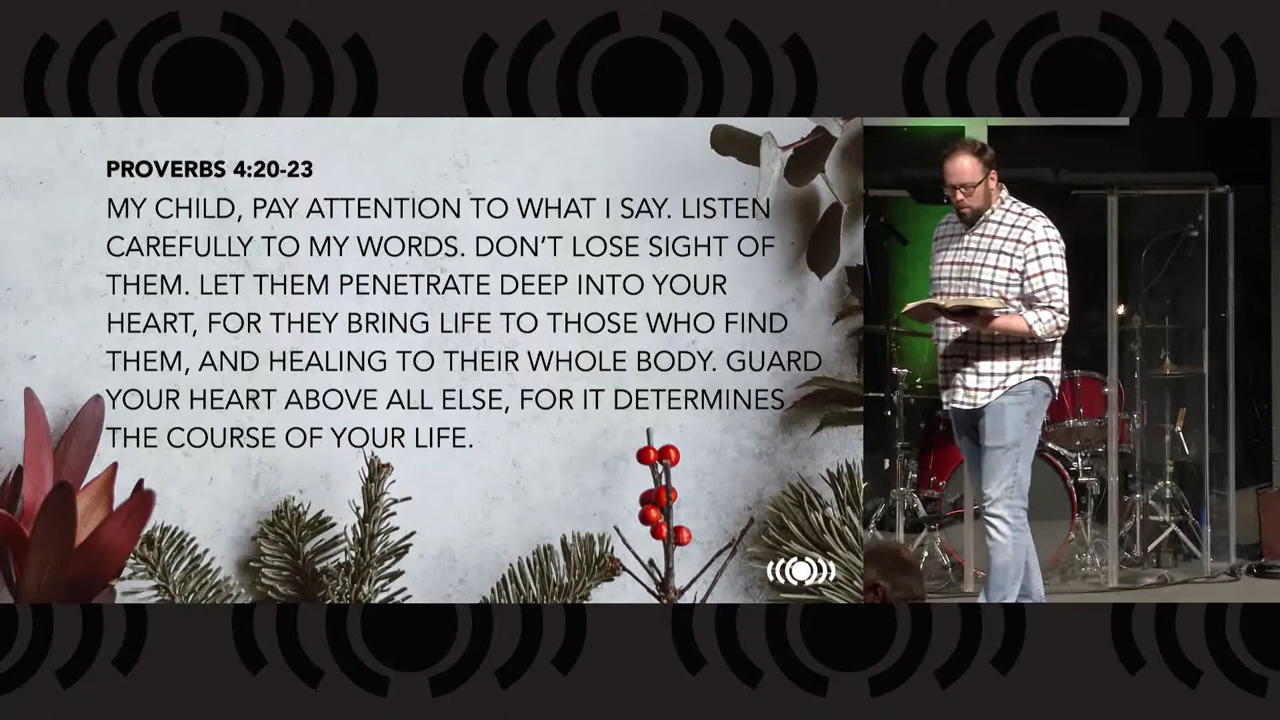 PROVERBS 4:20-23
MY CHILD, PAY ATTENTION TO WHAT I SAY. LISTEN
CAREFULLY TO MY WORDS. DON'T LOSE SIGHT OF
THEM. LET THEM PENETRATE DEEP INTO YOUR
HEART, FOR THEY BRING LIFE TO THOSE WHO FIND
THEM, AND HEALING TO THEIR WHOLE BODY. GUARD
YOUR HEART ABOVE ALL ELSE, FOR IT DETERMINES
THE COURSE OF YOUR LIFE.